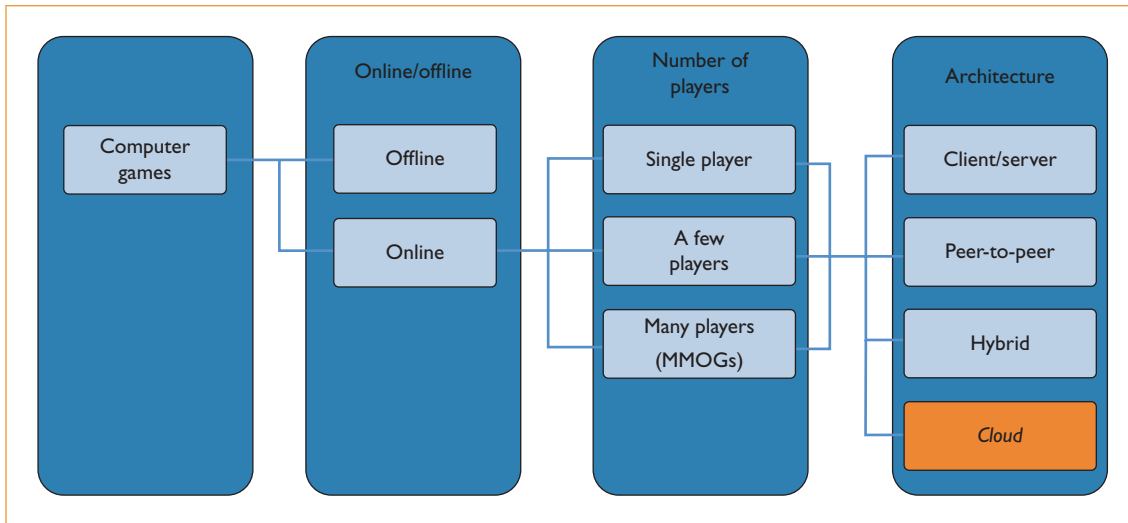 Computer
games
Online/offline
Offline
Online
Number of
players
Single player
A few
players
Many players
(MMOGs)
Architecture
Client/server
Peer-to-peer
Hybrid
Cloud